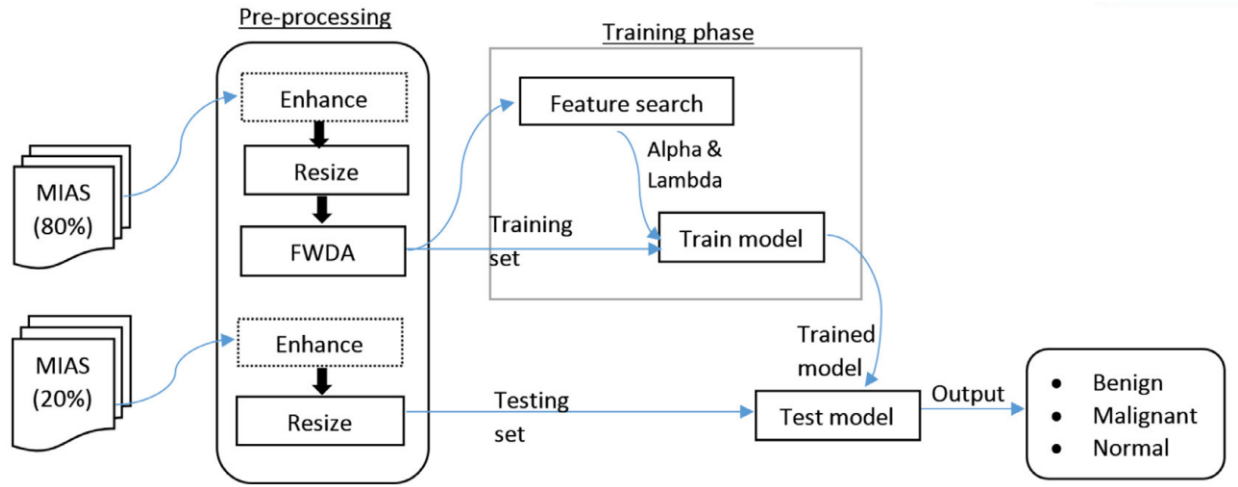 Pre-processing
Training phase
Enhance
Resize
FWDA
MIAS
(80%)
Feature search
Alpha &
Lambda
Training
set
Train model
MIAS
(20%)
Enhance
Resize
Testing
set
Trained
model
Test model
Output
• Benign
• Malignant
• Normal